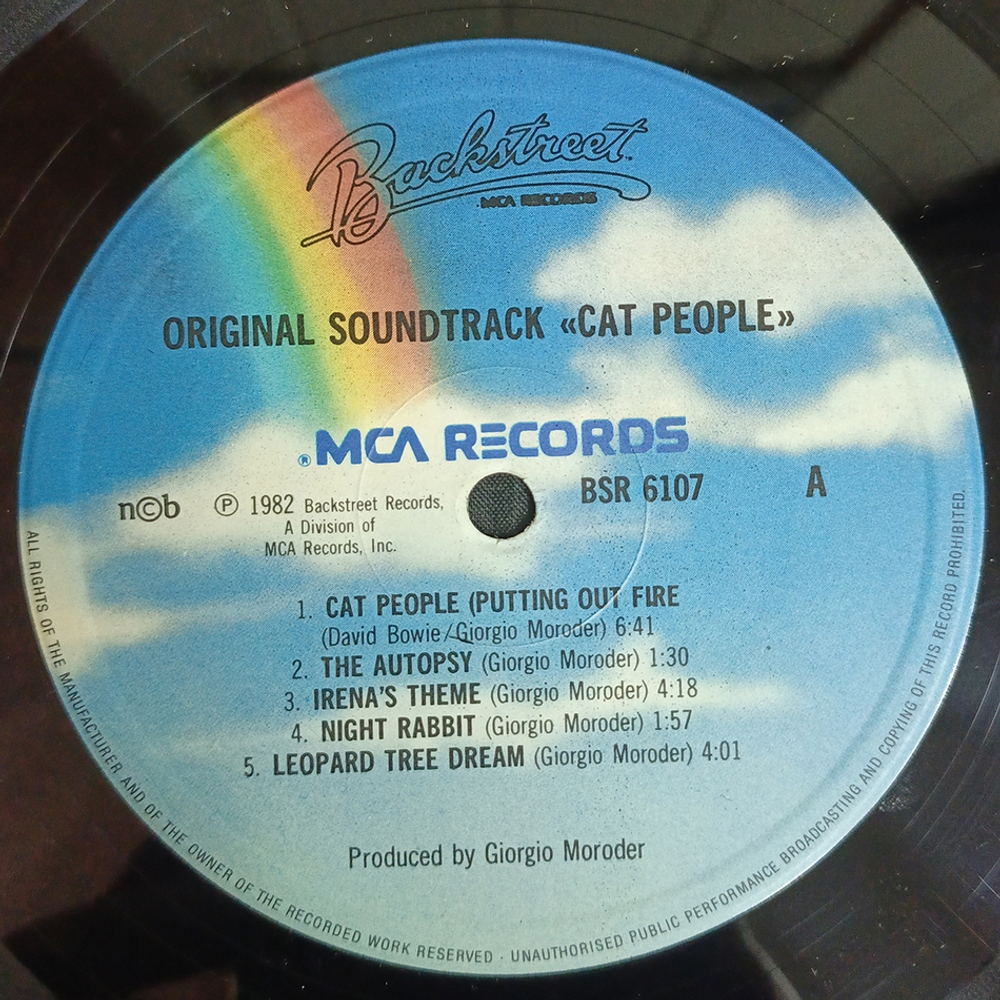 Backstreet™
MCA RECORDS
ORIGINAL SOUNDTRACK «CAT PEOPLE»
®MCA RECORDS
n©b ℗ 1982 Backstreet Records,
A Division of
MCA Records, Inc.
BSR 6107 A
1. CAT PEOPLE (PUTTING OUT FIRE
(David Bowie/Giorgio Moroder) 6:41
2. THE AUTOPSY (Giorgio Moroder) 1:30
3. IRENA'S THEME (Giorgio Moroder) 4:18
4. NIGHT RABBIT (Giorgio Moroder) 1:57
5. LEOPARD TREE DREAM (Giorgio Moroder) 4:01
Produced by Giorgio Moroder
ALL RIGHTS OF THE MANUFACTURER AND OF THE OWNER OF THE RECORDED WORK RESERVED · UNAUTHORISED PUBLIC PERFORMANCE BROADCASTING AND COPYING OF THIS RECORD PROHIBITED.